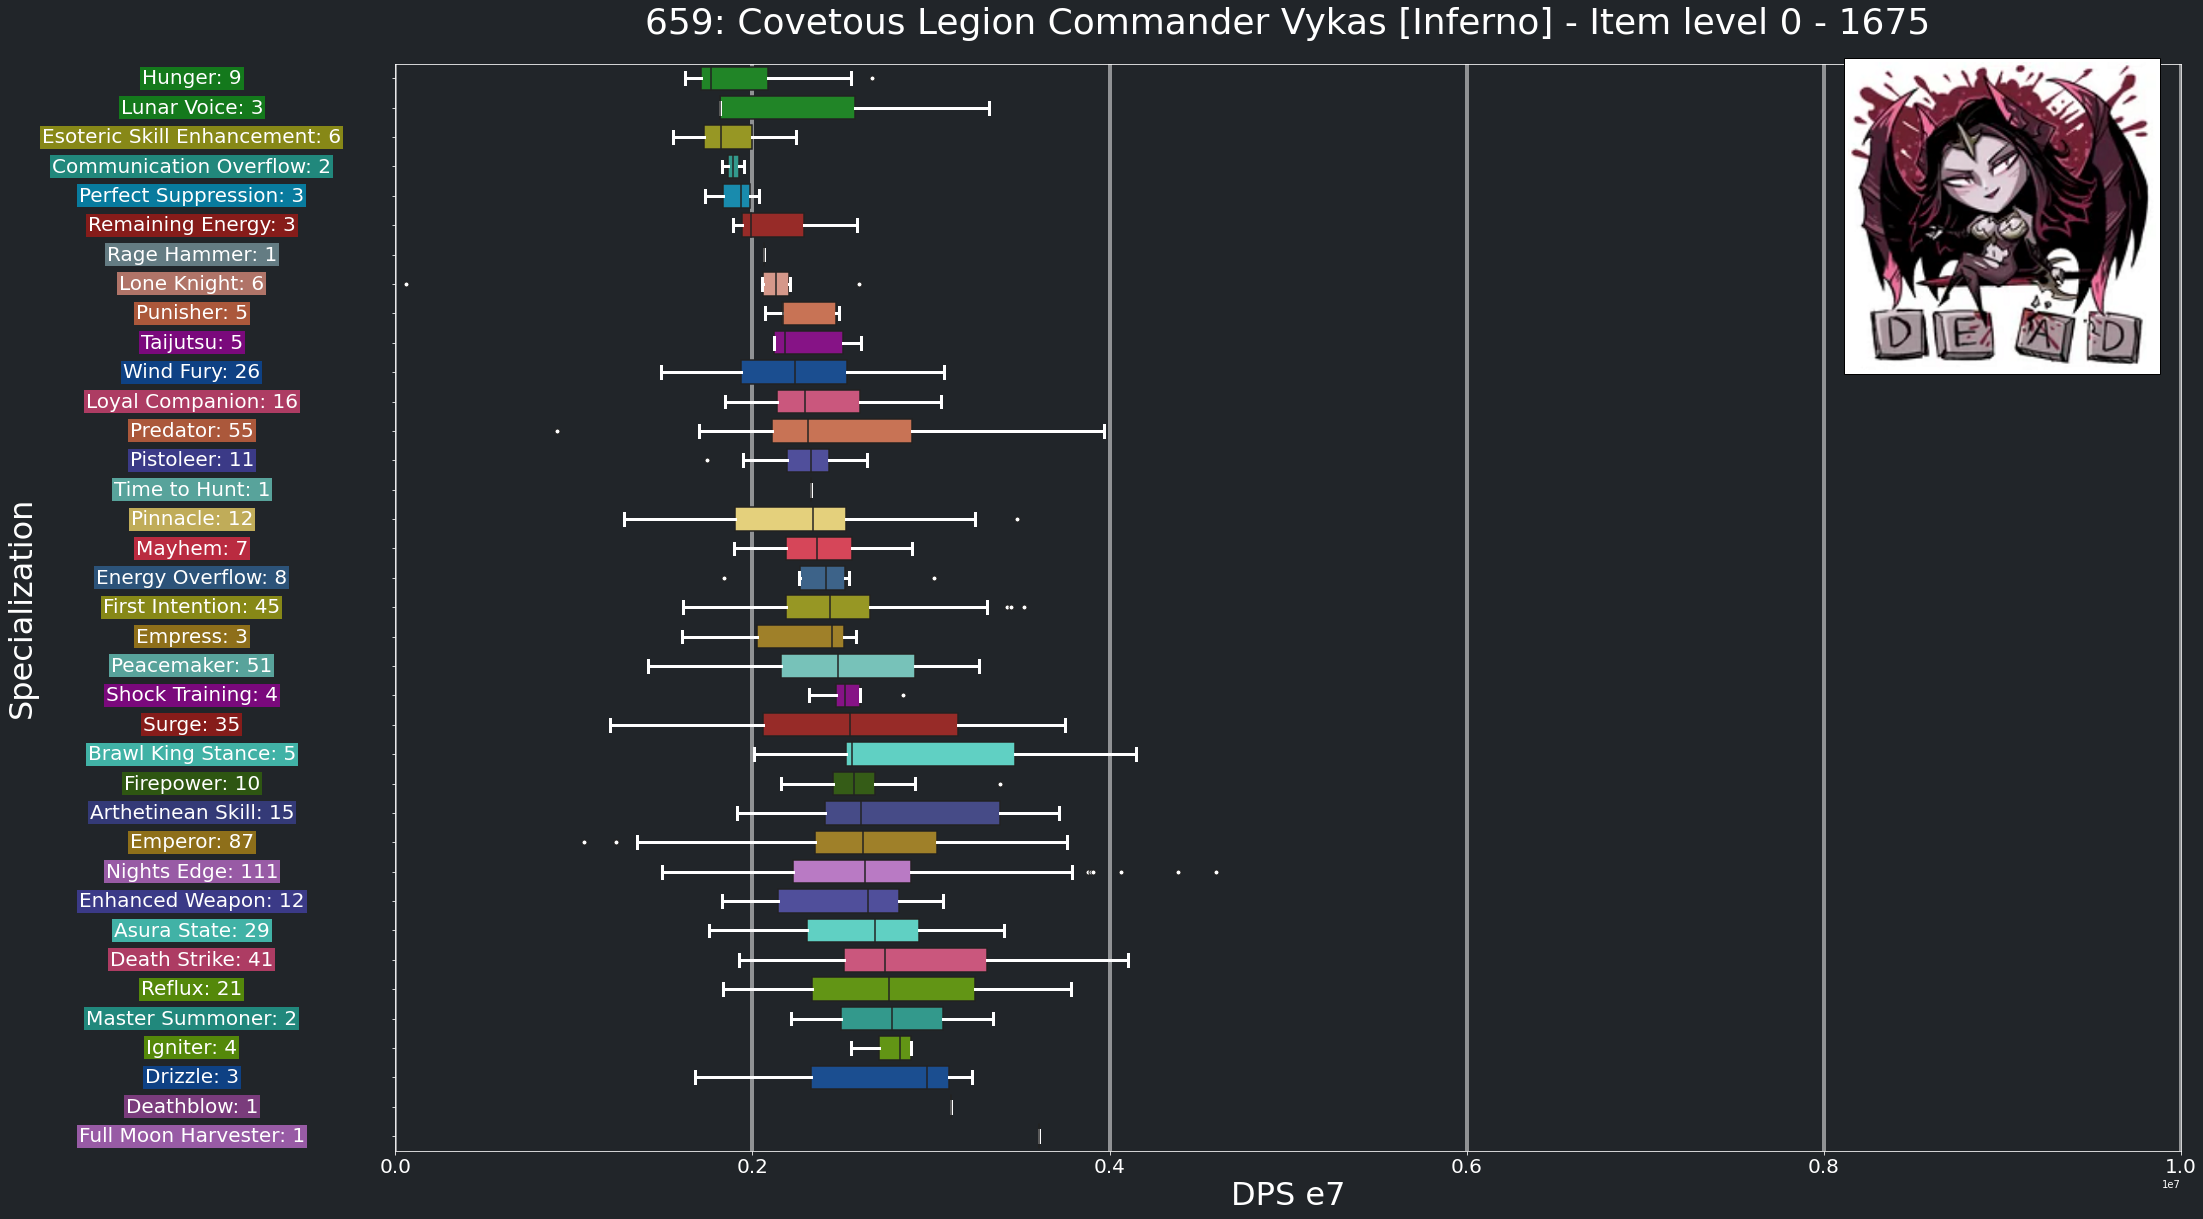 659: Covetous Legion Commander Vykas [Inferno] - Item level 0 - 1675
Hunger: 9
Lunar Voice: 3
Esoteric Skill Enhancement: 6
Communication Overflow: 2
Perfect Suppression: 3
Remaining Energy: 3
Rage Hammer: 1
Lone Knight: 6
Punisher: 5
Taijutsu: 5
Wind Fury: 26
Loyal Companion: 16
Predator: 55
Pistoleer: 11
Time to Hunt: 1
Pinnacle: 12
Mayhem: 7
Energy Overflow: 8
First Intention: 45
Empress: 3
Peacemaker: 51
Shock Training: 4
Surge: 35
Brawl King Stance: 5
Firepower: 10
Arthetinean Skill: 15
Emperor: 87
Nights Edge: 111
Enhanced Weapon: 12
Asura State: 29
Death Strike: 41
Reflux: 21
Master Summoner: 2
Igniter: 4
Drizzle: 3
Deathblow: 1
Full Moon Harvester: 1
Specialization
D E A D
0.0 0.2 0.4 0.6 0.8 1.0
1e7
DPS e7